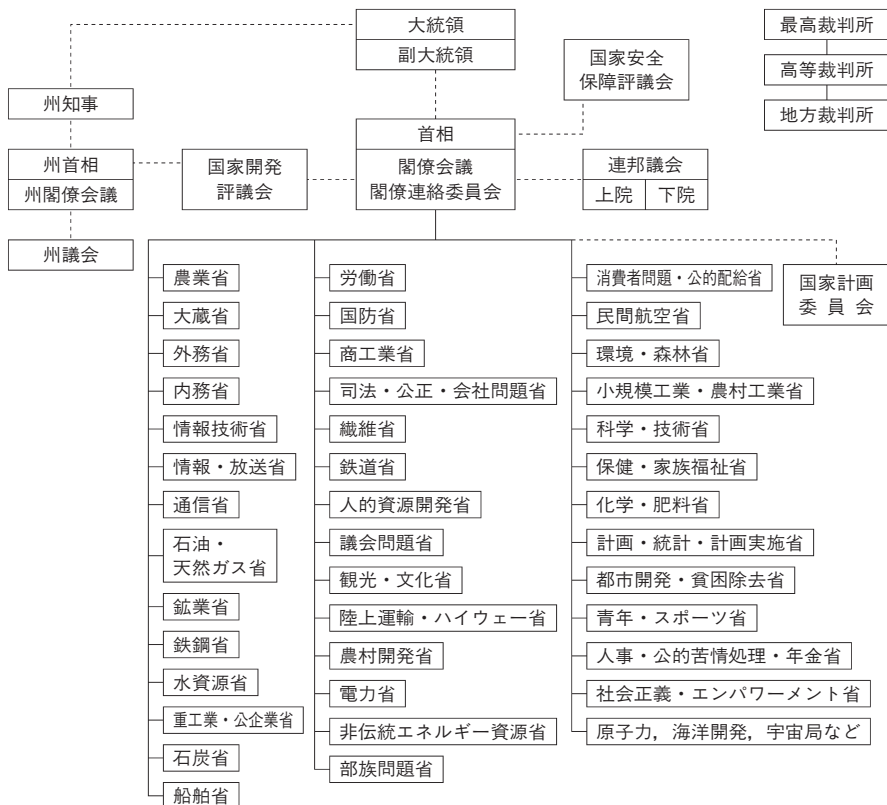 大統領
副大統領
国家安全
保障評議会
最高裁判所
高等裁判所
地方裁判所
州知事
首相
州首相
州閣僚会議
国家開発
評議会
閣僚会議
閣僚連絡委員会
連邦議会
上院 下院
州議会
農業省
大蔵省
外務省
内務省
情報技術省
情報・放送省
通信省
石油・
天然ガス省
鉱業省
鉄鋼省
水資源省
重工業・公企業省
石炭省
船舶省
労働省
国防省
商工業省
司法・公正・会社問題省
繊維省
鉄道省
人的資源開発省
議会問題省
観光・文化省
陸上運輸・ハイウェー省
農村開発省
電力省
非伝統エネルギー資源省
部族問題省
消費者問題・公的配給省
民間航空省
環境・森林省
小規模工業・農村工業省
科学・技術省
保健・家族福祉省
化学・肥料省
計画・統計・計画実施省
都市開発・貧困除去省
青年・スポーツ省
人事・公的苦情処理・年金省
社会正義・エンパワーメント省
原子力，海洋開発，宇宙局など
国家計画
委員会